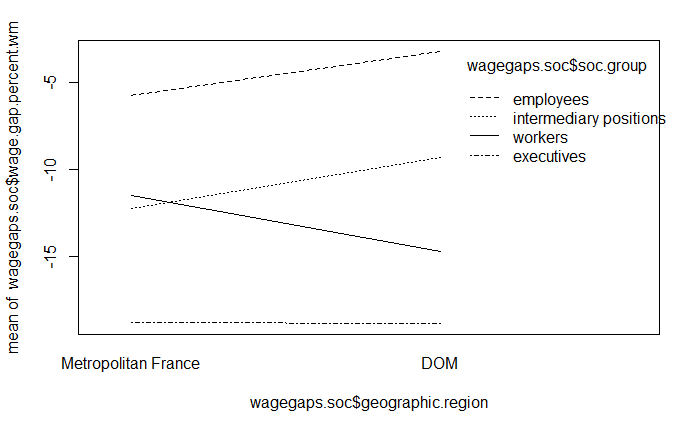 mean of  wagegaps.soc$wage.gap.percent.wm
-5
-10
-15
wagegaps.soc$soc.group
employees
intermediary positions
workers
executives
Metropolitan France
DOM
wagegaps.soc$geographic.region